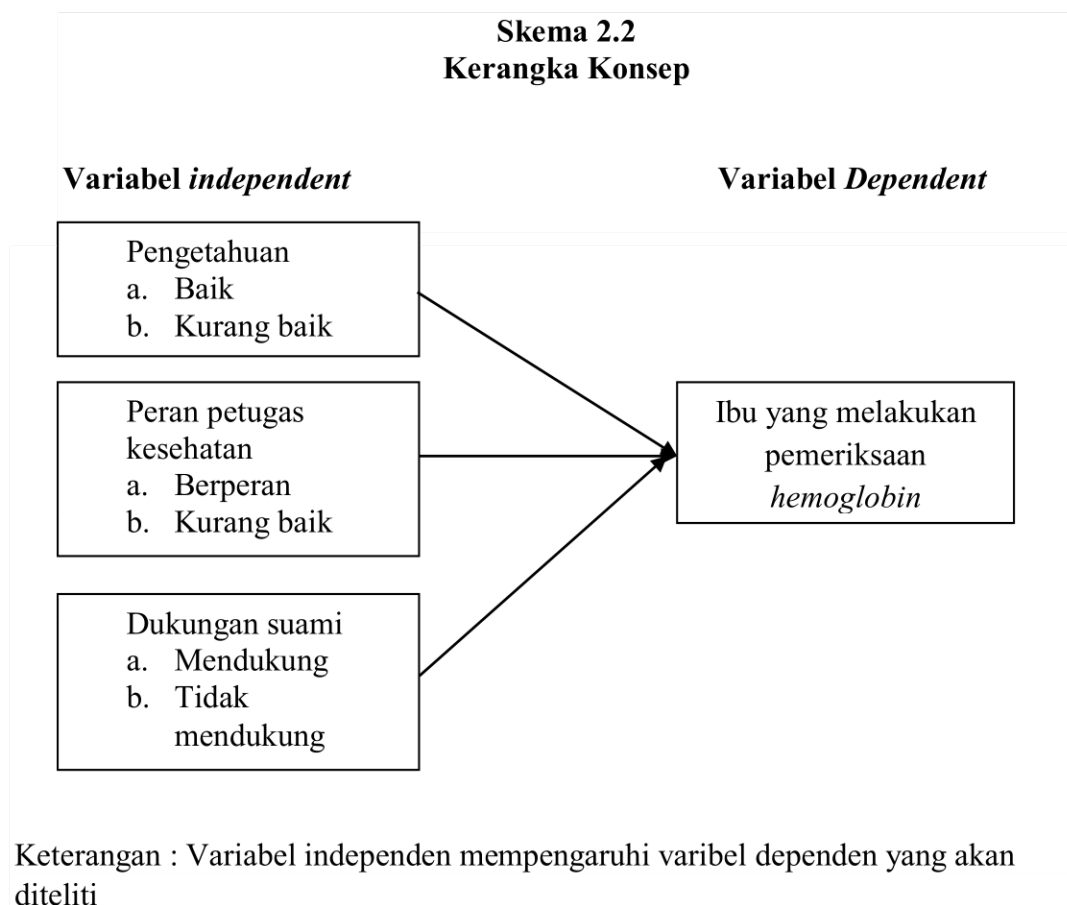 Skema 2.2
Kerangka Konsep
Variabel independent
Variabel Dependent
Pengetahuan
a. Baik
b. Kurang baik
Peran petugas
kesehatan
a. Berperan
b. Kurang baik
Dukungan suami
a. Mendukung
b. Tidak
mendukung
Ibu yang melakukan
pemeriksaan
hemoglobin
Keterangan : Variabel independen mempengaruhi varibel dependen yang akan
diteliti